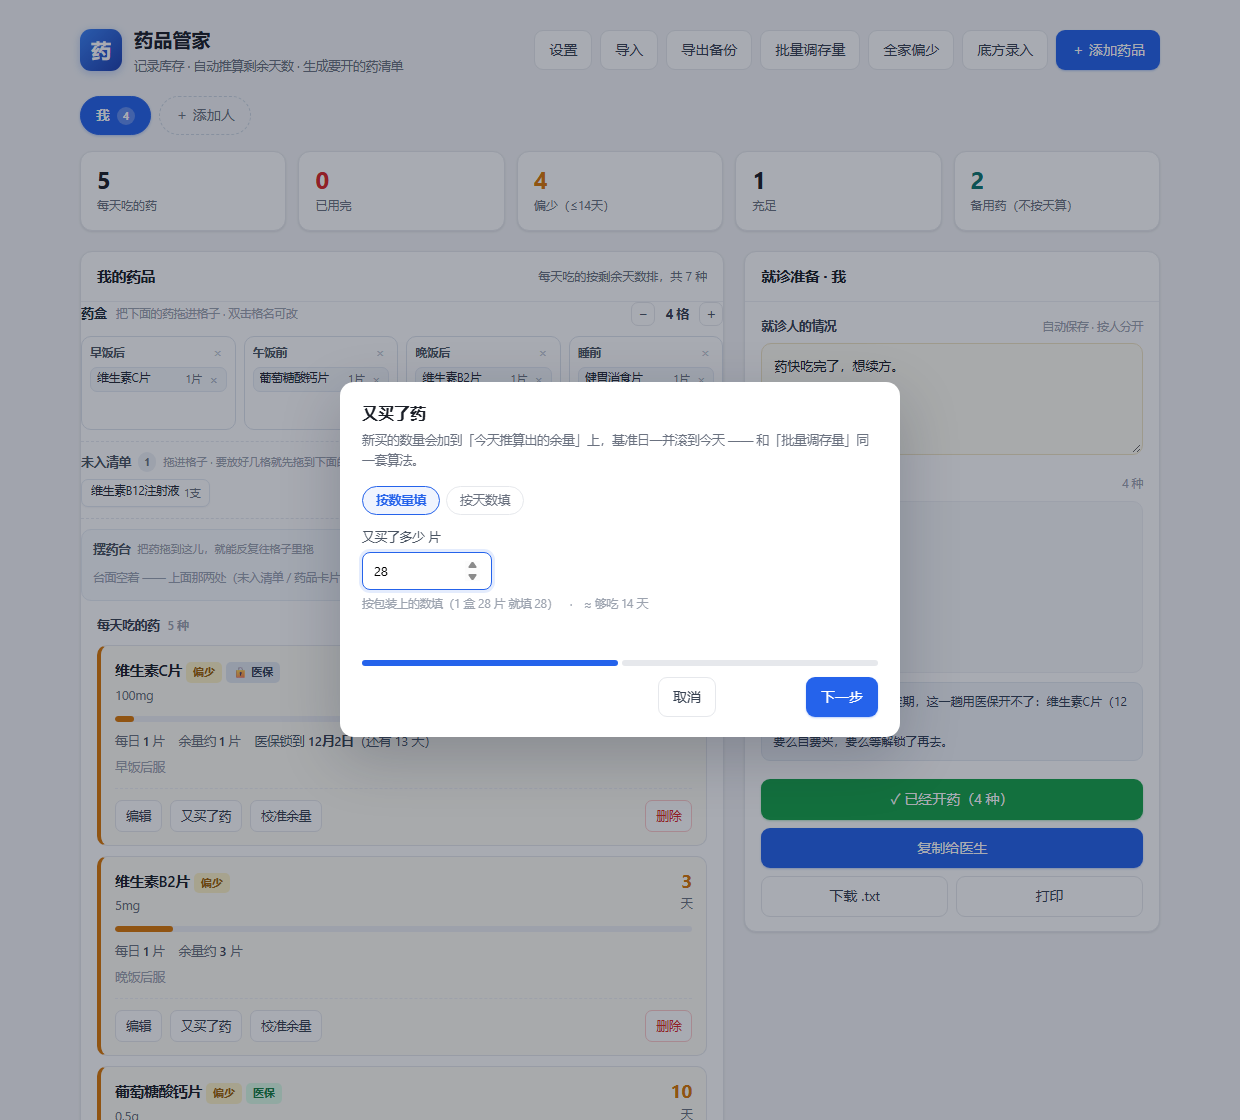 药
药品管家
记录库存 · 自动推算剩余天数 · 生成要开的药清单
设置
导入
导出备份
批量调存量
全家偏少
底方录入
+ 添加药品
我 4
+ 添加人
5
每天吃的药
0
已用完
4
偏少（≤14天）
1
充足
2
备用药（不按天算）
我的药品
每天吃的按剩余天数排，共 7 种
药盒 把下面的药拖进格子 · 双击格名可改
− 4 格 +
早饭后 ×
维生素C片 1片 ×
午饭前 ×
葡萄糖酸钙片 1片 ×
晚饭后 ×
维生素B2片 1片 ×
睡前 ×
健胃消食片 1片 ×
未入清单 1 拖进格子 · 要放好几格就先拖到下面的
维生素B12注射液 1支
摆药台 把药拖到这儿，就能反复往格子里拖
台面空着 —— 上面那两处（未入清单 / 药品卡片
每天吃的药 5 种
维生素C片 偏少 🔒 医保
100mg
每日 1 片 余量约 1 片 医保锁到 12月2日（还有 13 天）
早饭后服
编辑
又买了药
校准余量
删除
维生素B2片 偏少
3
天
5mg
每日 1 片 余量约 3 片
晚饭后服
编辑
又买了药
校准余量
删除
葡萄糖酸钙片 偏少 医保
10
天
0.5g
就诊准备 · 我
就诊人的情况
自动保存 · 按人分开
药快吃完了，想续方。
4 种
期，这一趟用医保开不了：维生素C片（12
要么自费买，要么等解锁了再去。
✓ 已经开药（4 种）
复制给医生
下载 .txt
打印
又买了药
新买的数量会加到「今天推算出的余量」上，基准日一并滚到今天 —— 和「批量调存量」同
一套算法。
按数量填
按天数填
又买了多少 片
28
按包装上的数填（1 盒 28 片 就填 28） · ≈ 够吃 14 天
取消
下一步